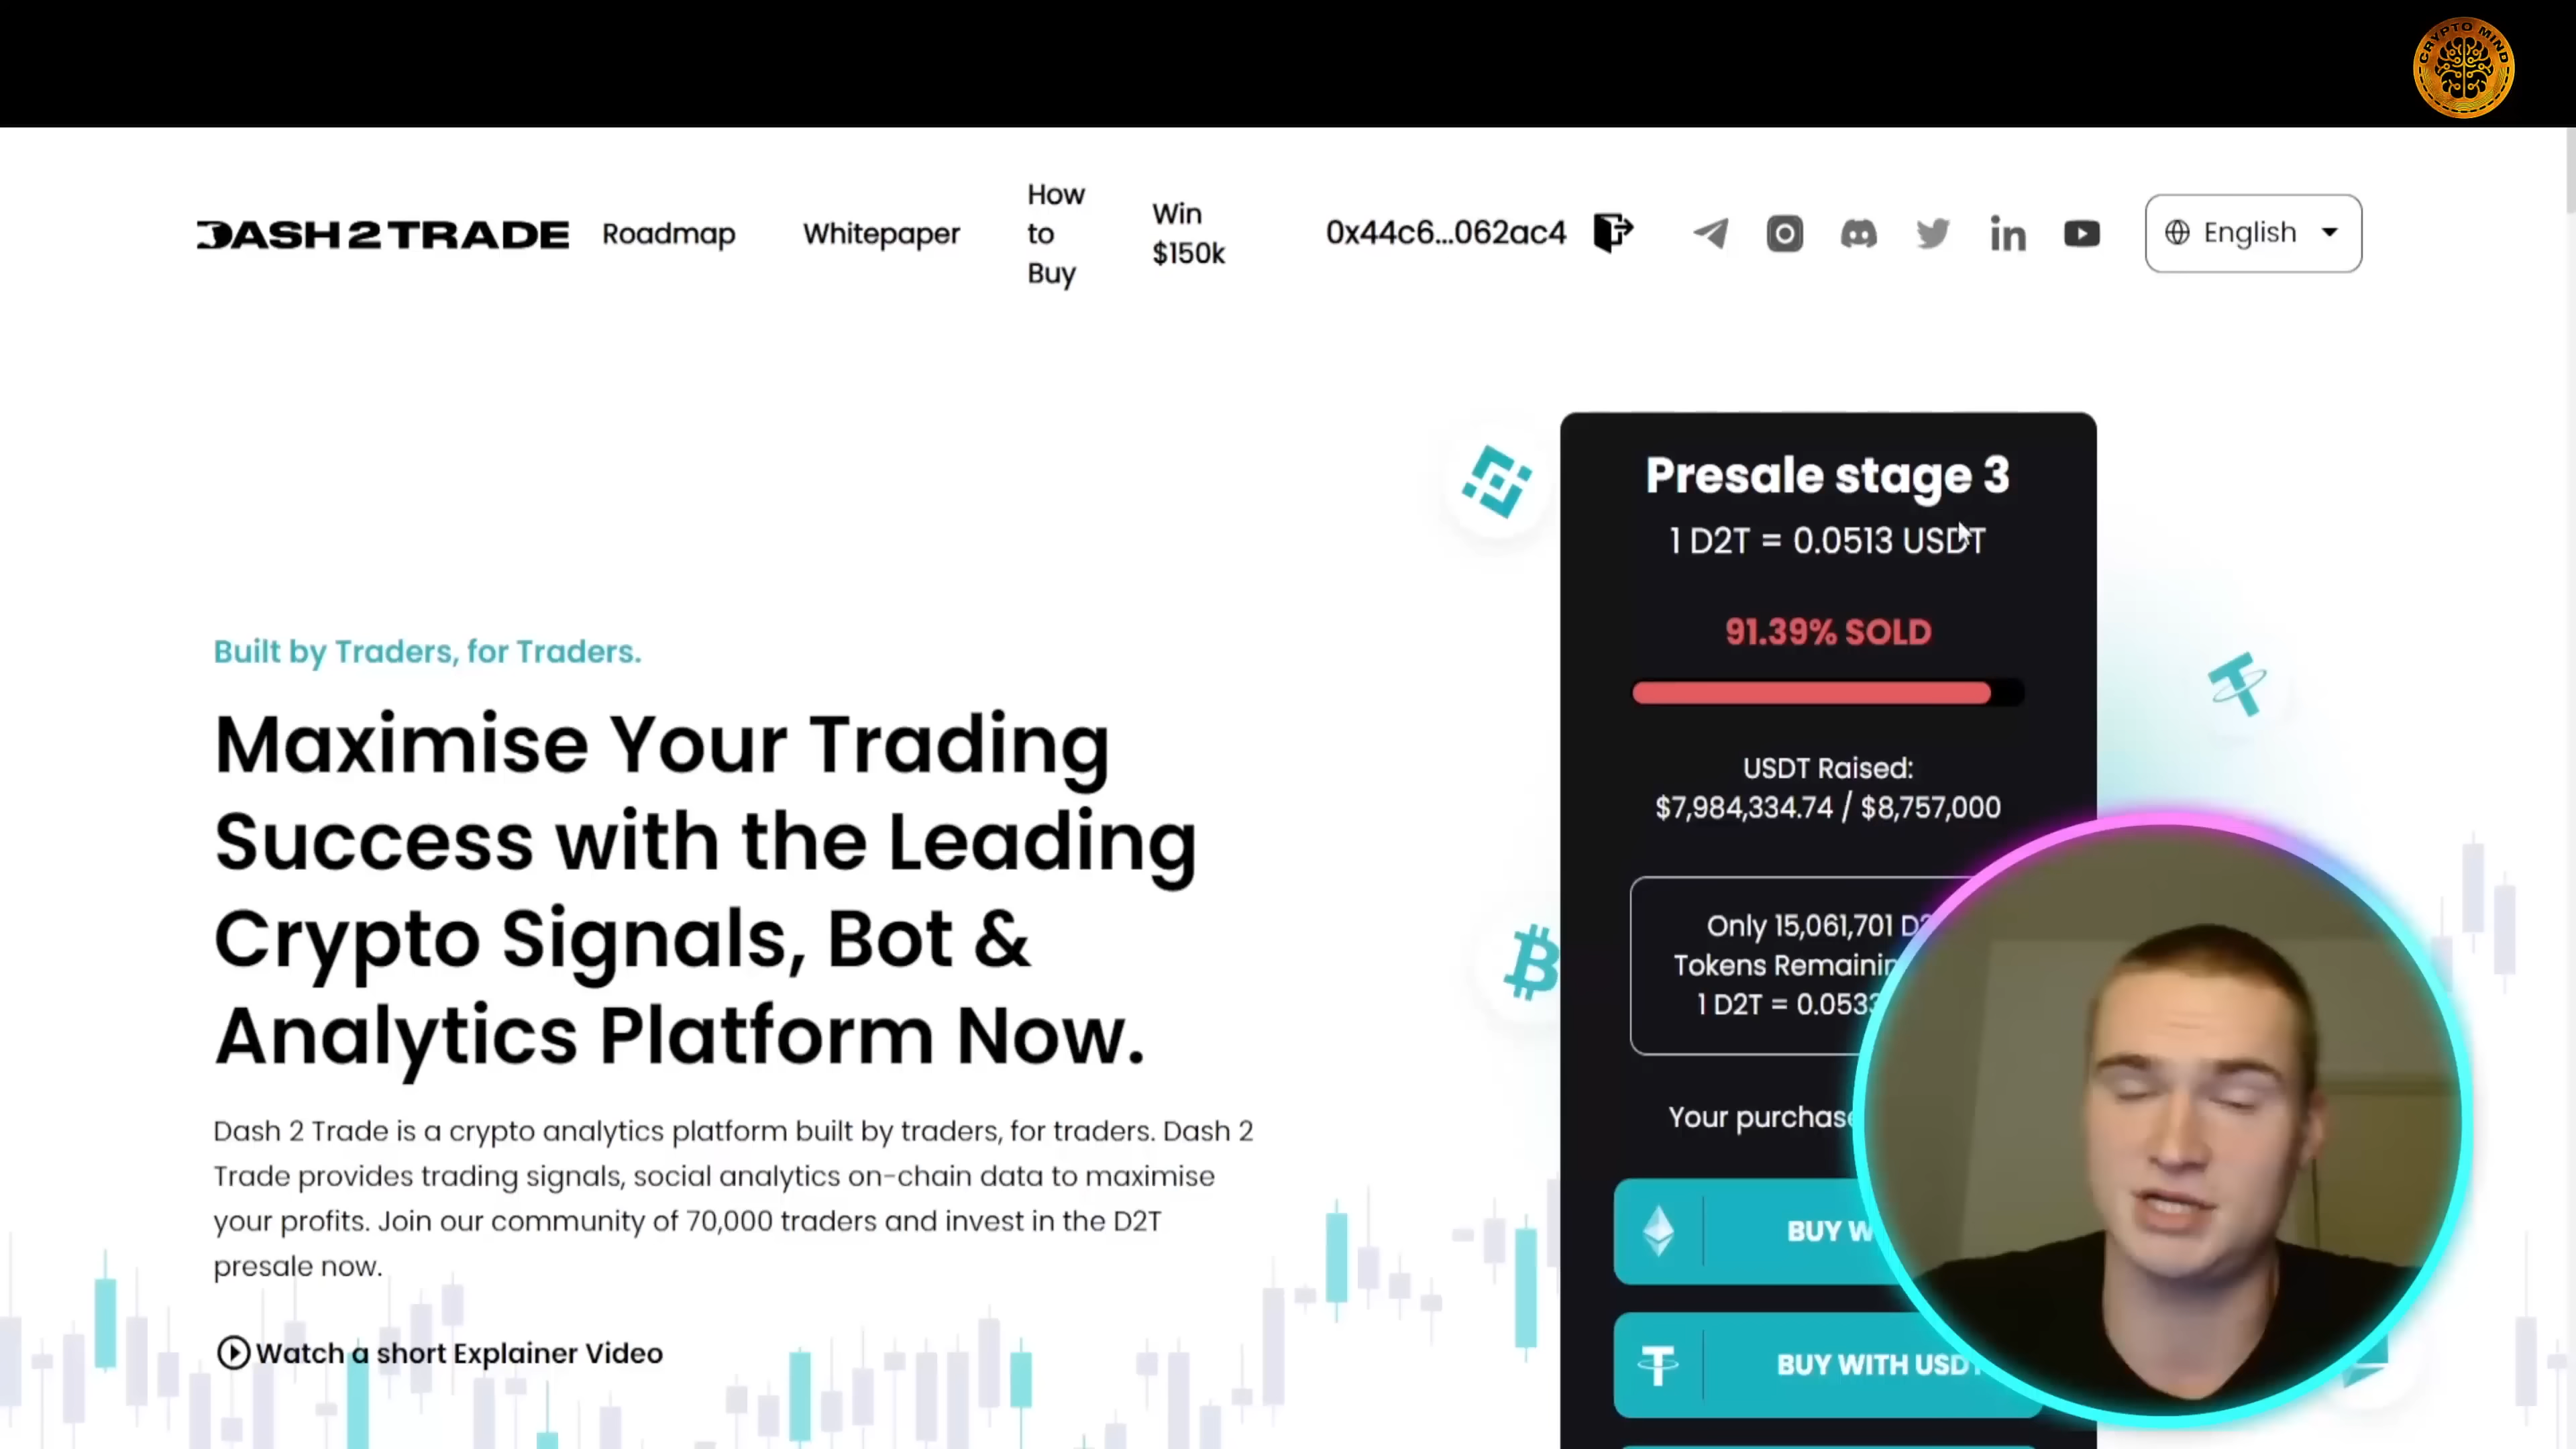 CRYPTO MIND
DASH 2 TRADE
Roadmap
Whitepaper
How
to
Buy
Win
$150k
0x44c6...062ac4
English
Presale stage 3
1 D2T = 0.0513 USDT
91.39% SOLD
USDT Raised:
$7,984,334.74 / $8,757,000
Only 15,061,701
Tokens
1 D2T =
Your
BUY
BUY WITH
Built by Traders, for Traders.
Maximise Your Trading
Success with the Leading
Crypto Signals, Bot &
Analytics Platform Now.
Dash 2 Trade is a crypto analytics platform built by traders, for traders. Dash 2
Trade provides trading signals, social analytics on-chain data to maximise
your profits. Join our community of 70,000 traders and invest in the D2T
presale now.
Watch a short Explainer Video